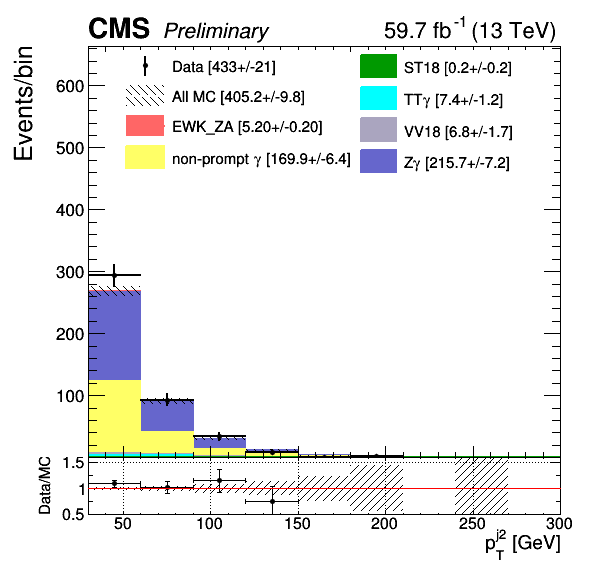 CMS Preliminary 59.7 fb⁻¹ (13 TeV)
Events/bin
Data [433+/-21]
All MC [405.2+/-9.8]
EWK_ZA [5.20+/-0.20]
non-prompt γ [169.9+/-6.4]
ST18 [0.2+/-0.2]
TTγ [7.4+/-1.2]
VV18 [6.8+/-1.7]
Zγ [215.7+/-7.2]
600
500
400
300
200
100
Data/MC
1.5
1
0.5
50 100 150 200 250 300
p_T^j2 [GeV]